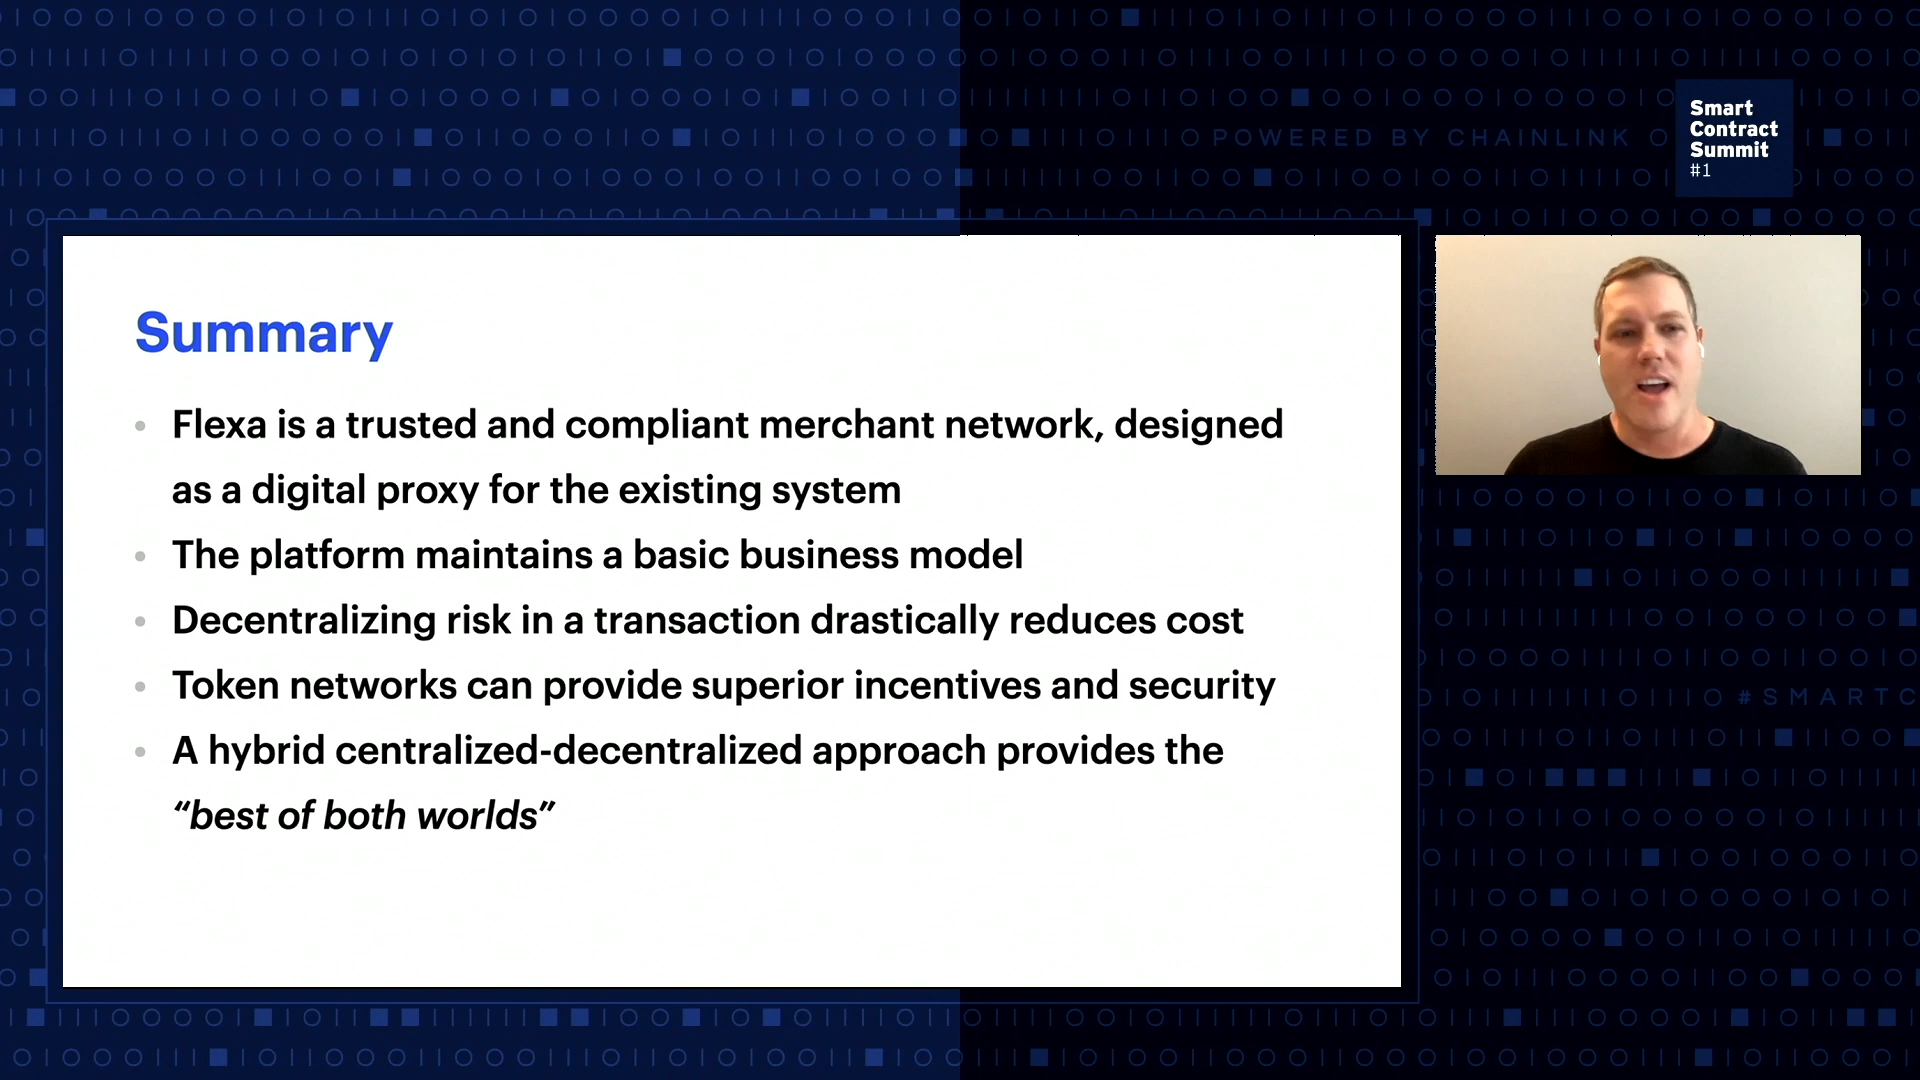 POWERED BY CHAINLINK
Smart
Contract
Summit
#1
Summary
• Flexa is a trusted and compliant merchant network, designed
as a digital proxy for the existing system
• The platform maintains a basic business model
• Decentralizing risk in a transaction drastically reduces cost
• Token networks can provide superior incentives and security
• A hybrid centralized-decentralized approach provides the
“best of both worlds”
#SMARTC